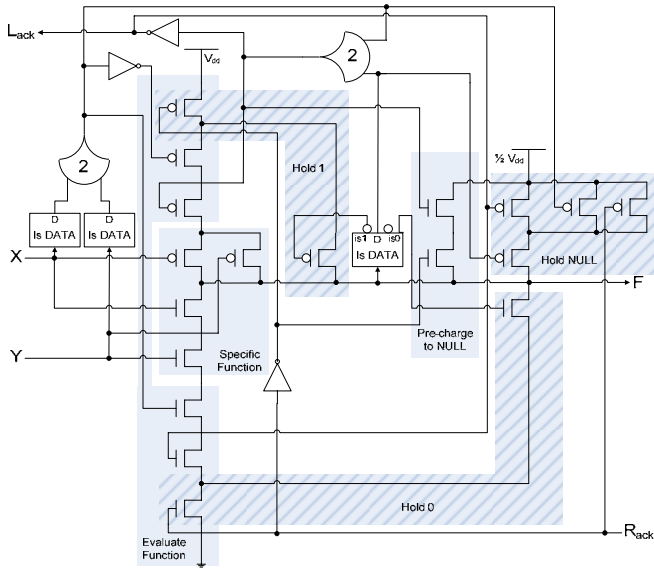 Lack
Vdd
2
2
½ Vdd
Hold 1
D
Is DATA
D
Is DATA
is1 D is0
Is DATA
Hold NULL
X
F
Y
Specific
Function
Pre-charge
to NULL
Hold 0
Rack
Evaluate
Function